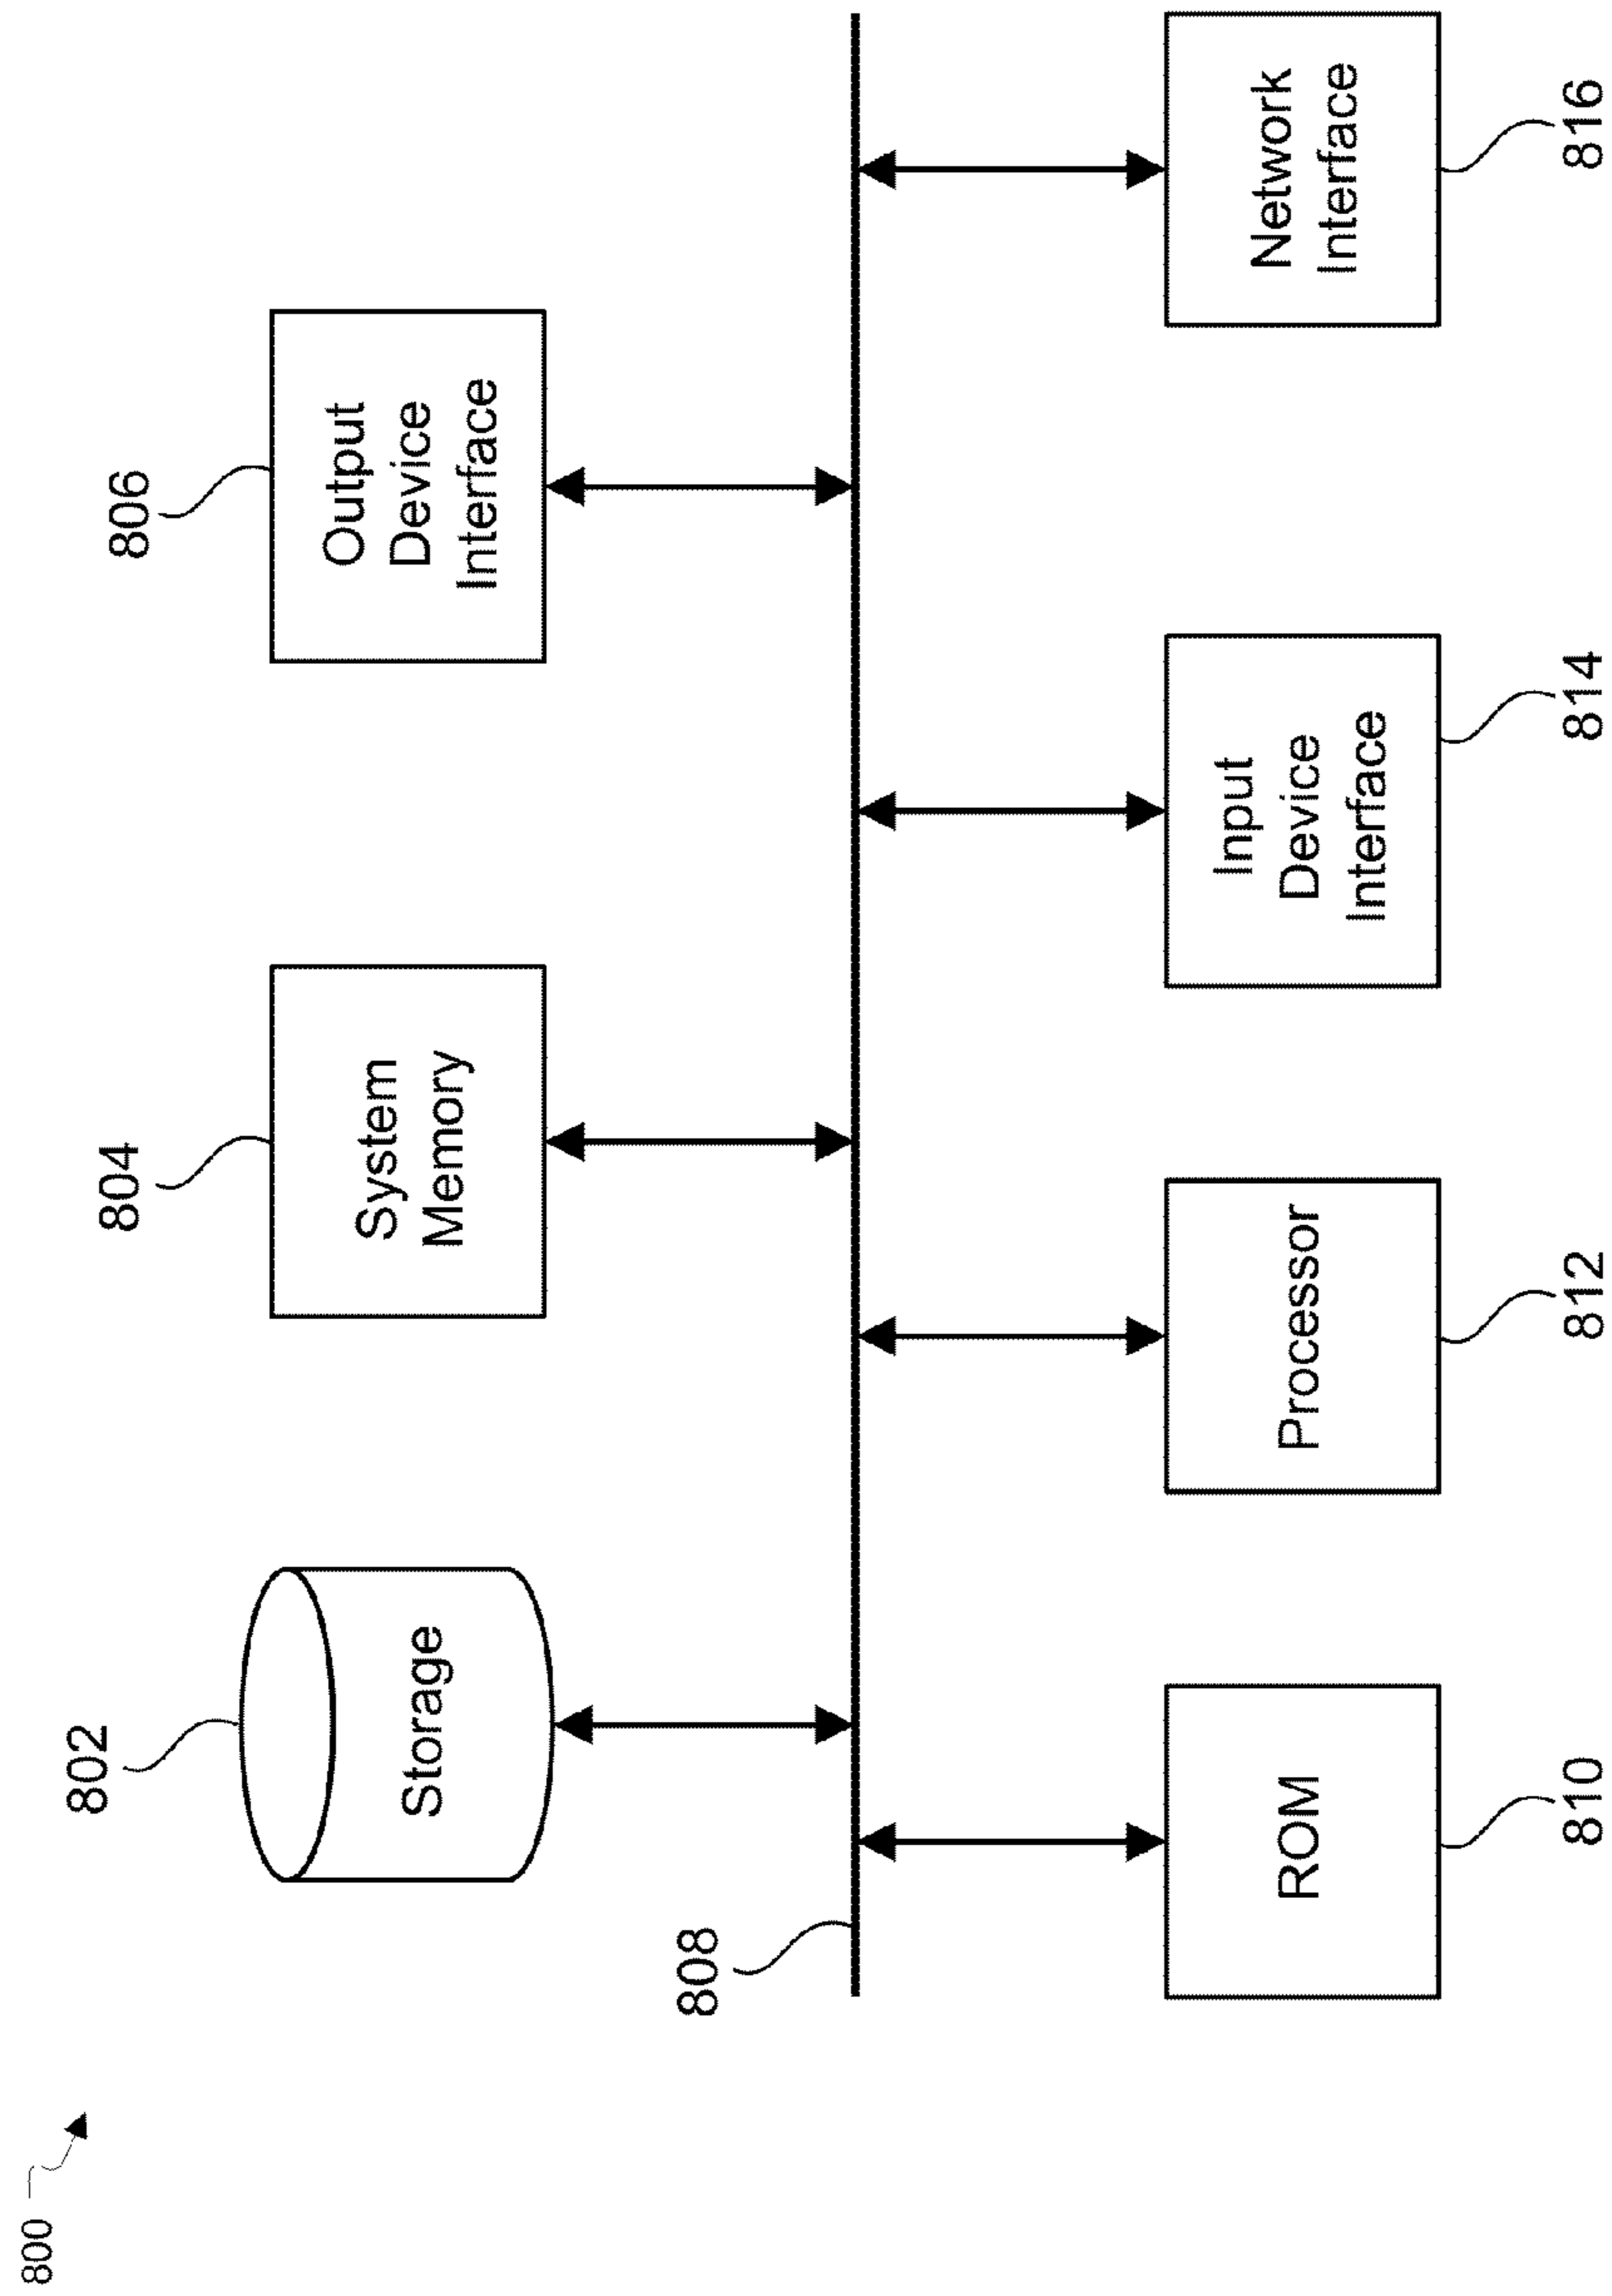 800
802
Storage
804
System
Memory
806
Output
Device
Interface
808
ROM
810
Processor
812
Input
Device
Interface
814
Network
Interface
816